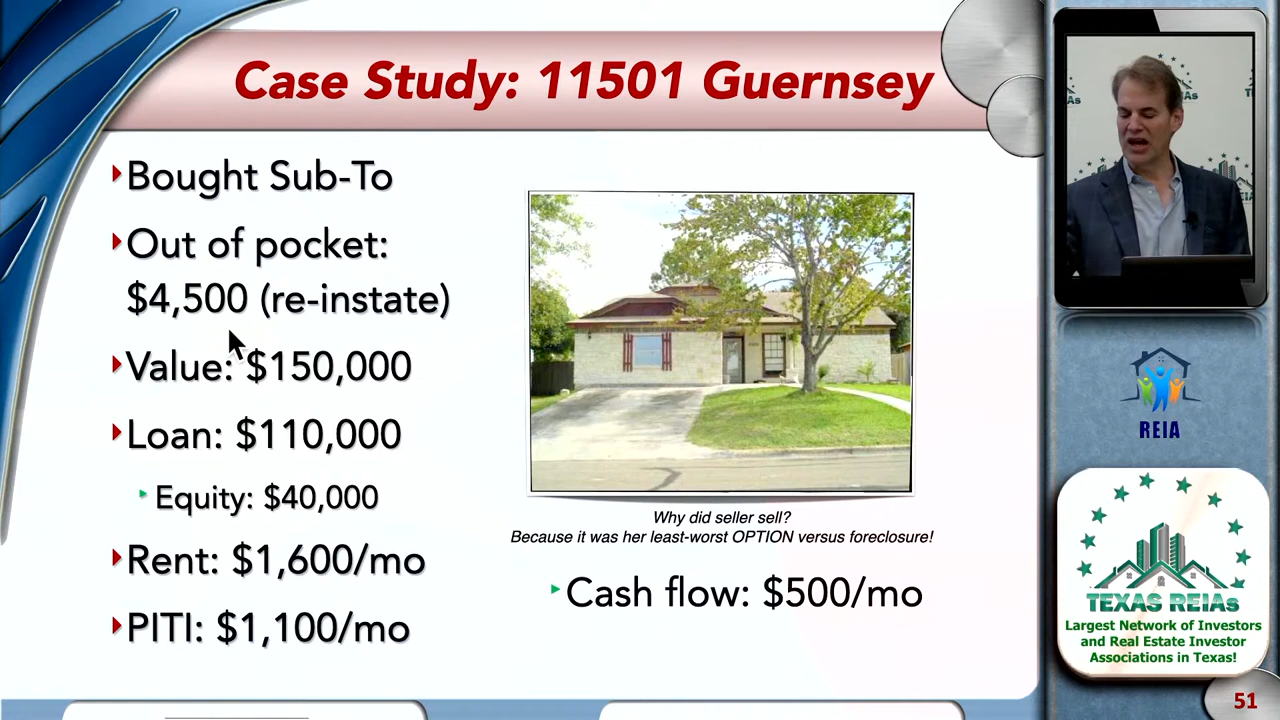 Case Study: 11501 Guernsey
Bought Sub-To
Out of pocket:
$4,500 (re-instate)
Value: $150,000
Loan: $110,000
Equity: $40,000
Rent: $1,600/mo
PITI: $1,100/mo
Why did seller sell?
Because it was her least-worst OPTION versus foreclosure!
Cash flow: $500/mo
REIA
TEXAS REIAs
Largest Network of Investors
and Real Estate Investor
Associations in Texas!
51